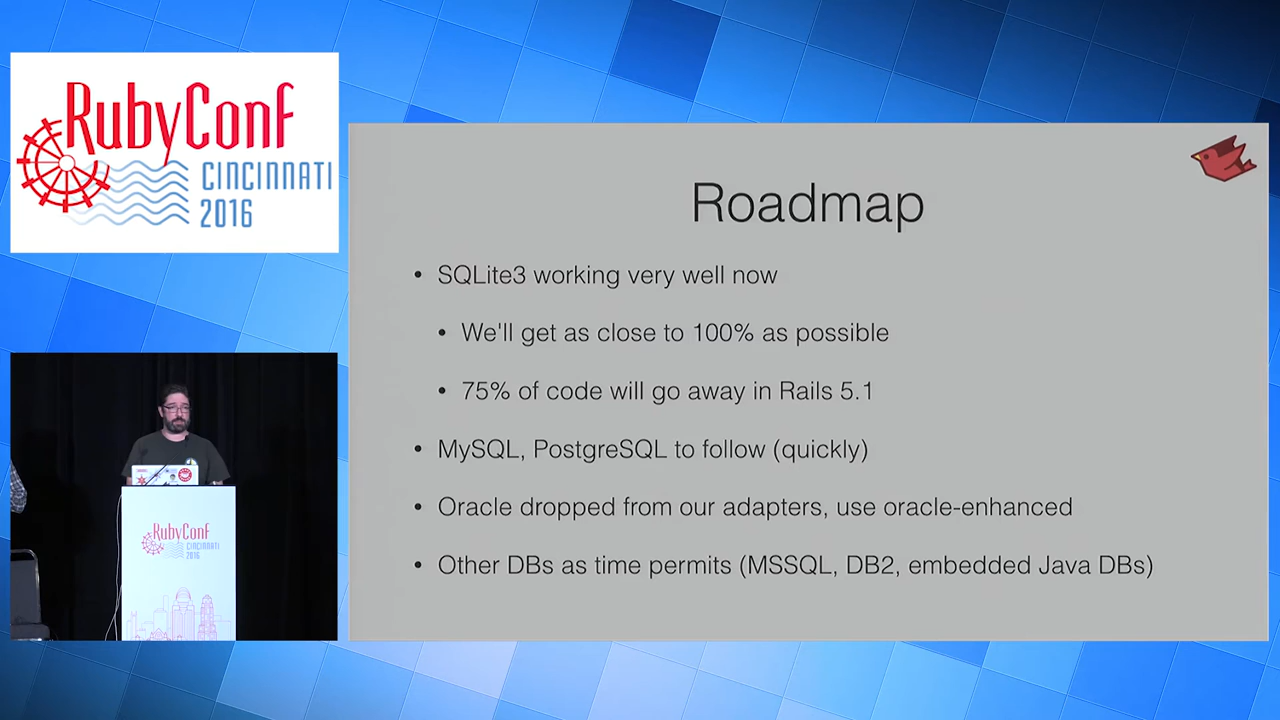 RubyConf
CINCINNATI
2016
Roadmap
• SQLite3 working very well now
• We'll get as close to 100% as possible
• 75% of code will go away in Rails 5.1
• MySQL, PostgreSQL to follow (quickly)
• Oracle dropped from our adapters, use oracle-enhanced
• Other DBs as time permits (MSSQL, DB2, embedded Java DBs)
RubyConf
CINCINNATI
2016